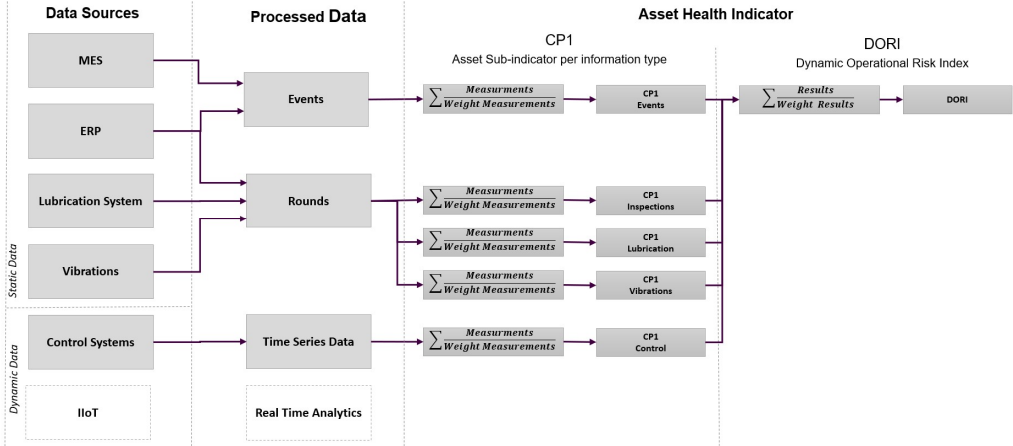 Data Sources
Processed Data
Asset Health Indicator
CP1
Asset Sub-indicator per information type
DORI
Dynamic Operational Risk Index
MES
ERP
Lubrication System
Vibrations
Control Systems
IIoT
Static Data
Dynamic Data
Events
Rounds
Time Series Data
Real Time Analytics
∑ Measurments
Weight Measurements
CP1
Events
∑ Results
Weight Results
DORI
∑ Measurments
Weight Measurements
CP1
Inspections
∑ Measurments
Weight Measurements
CP1
Lubrication
∑ Measurments
Weight Measurements
CP1
Vibrations
∑ Measurments
Weight Measurements
CP1
Control